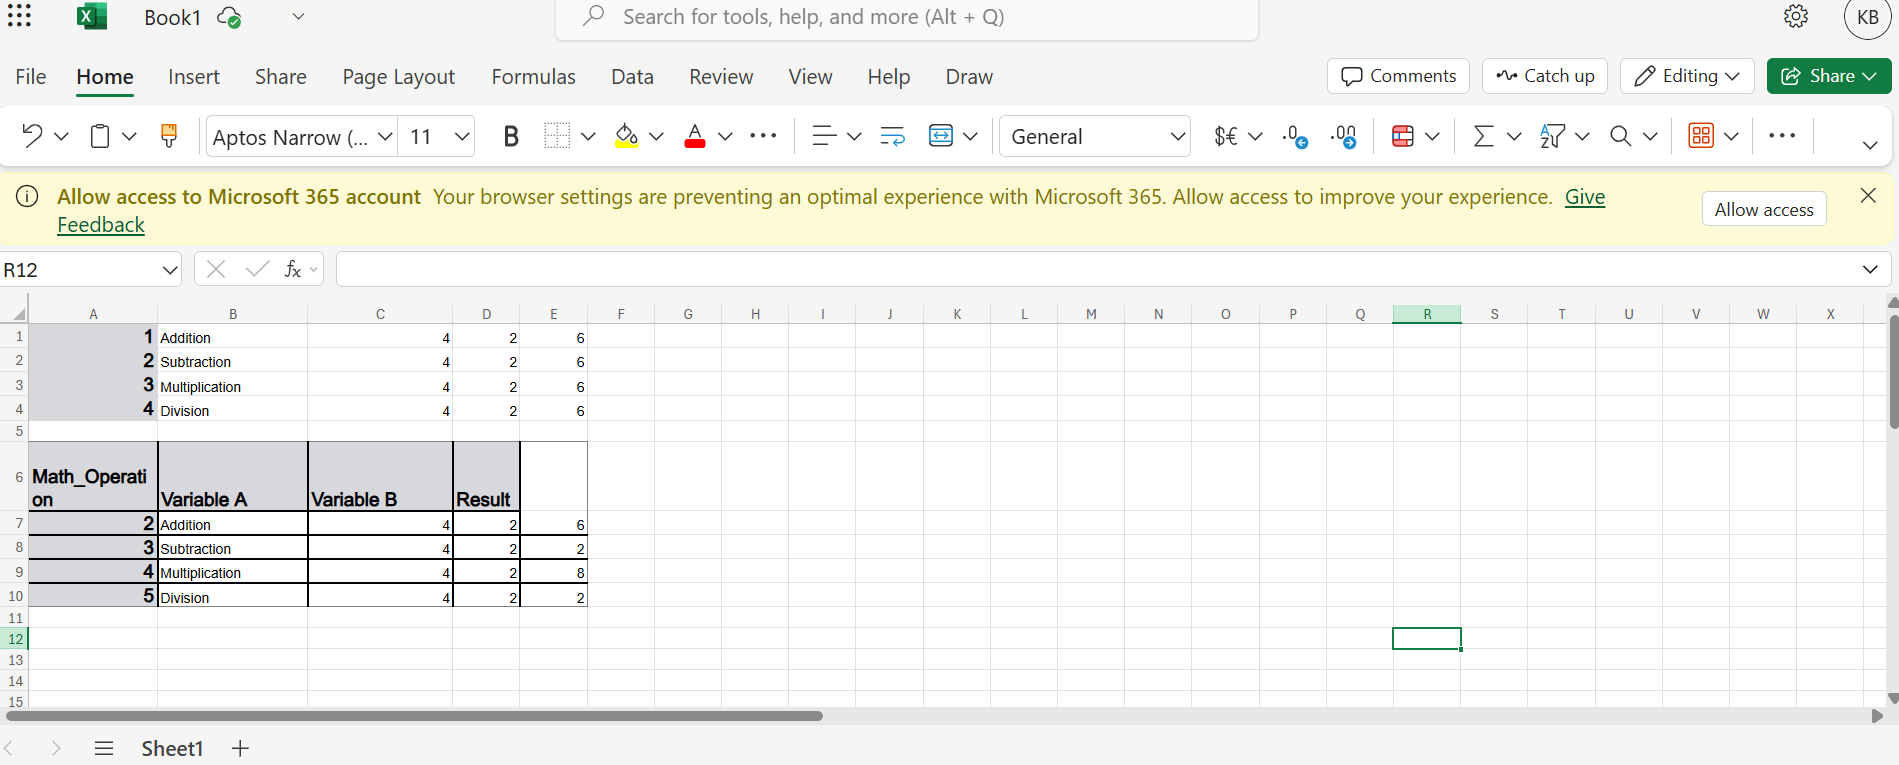 Book1 Search for tools, help, and more (Alt + Q) KB
File Home Insert Share Page Layout Formulas Data Review View Help Draw Comments Catch up Editing Share
Aptos Narrow (... 11 B A General $€ .0 .00
Allow access to Microsoft 365 account Your browser settings are preventing an optimal experience with Microsoft 365. Allow access to improve your experience. Give
Feedback
Allow access
R12 fx
A B C D E F G H I J K L M N O P Q R S T U V W X
1 1 Addition 4 2 6
2 2 Subtraction 4 2 6
3 3 Multiplication 4 2 6
4 4 Division 4 2 6
5
6 Math_Operati
on Variable A Variable B Result
7 2 Addition 4 2 6
8 3 Subtraction 4 2 2
9 4 Multiplication 4 2 8
10 5 Division 4 2 2
11
12
13
14
15
Sheet1